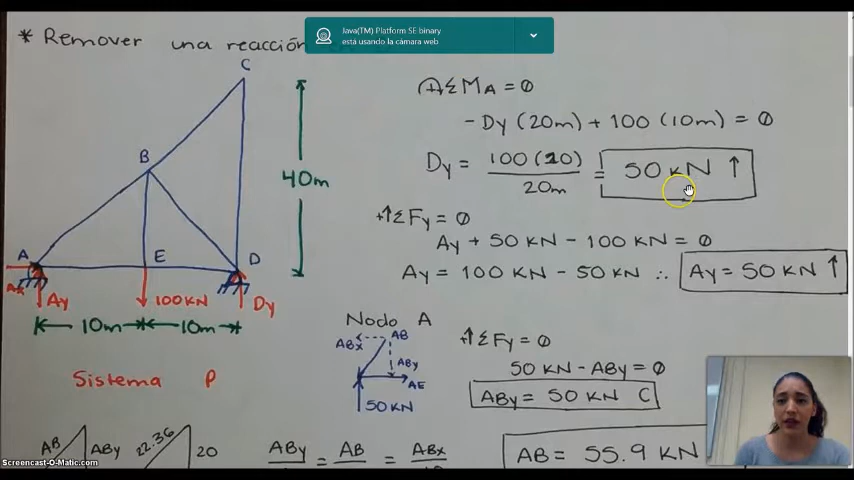 Java(TM) Platform SE binary
está usando la cámara web
* Remover una reacción
C
B
A
E
D
40m
Ax
Ay
100KN
Dy
10m
10m
Sistema P
+ΣMA = 0
-Dy (20m) + 100 (10m) = 0
Dy = 100(10) / 20m = 50 kN ↑
+↑ΣFy = 0
Ay + 50 KN - 100 KN = 0
Ay = 100 KN - 50 KN ∴ Ay = 50 KN ↑
Nodo A
ABx
AB
ABy
AE
50 KN
+↑ΣFy = 0
50 KN - ABy = 0
ABy = 50 KN C
AB
ABy
22.36
20
ABy = AB = ABx
AB = 55.9 KN
Screencast-O-Matic.com